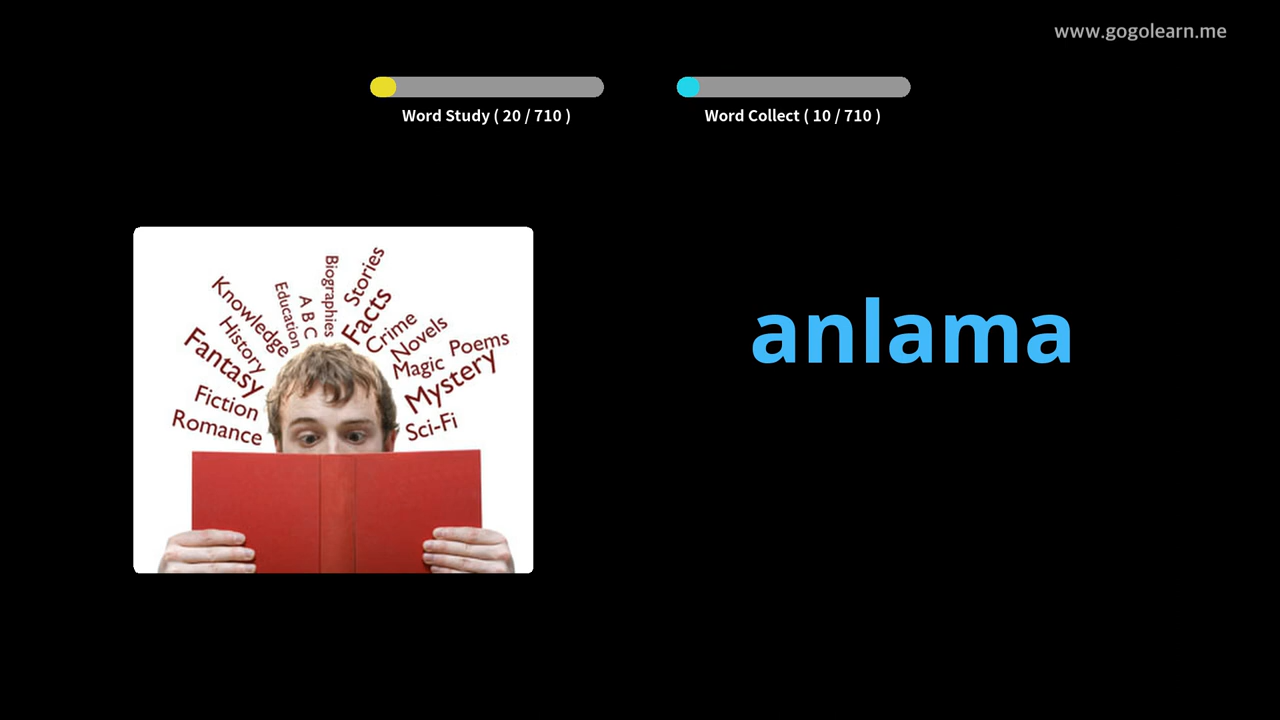 www.gogolearn.me
Word Study ( 20 / 710 )
Word Collect ( 10 / 710 )
Stories
Biographies
Facts
A B C
Education
Knowledge
Crime
Novels
History
Poems
Fantasy
Magic
Mystery
Fiction
Sci-Fi
Romance
anlama